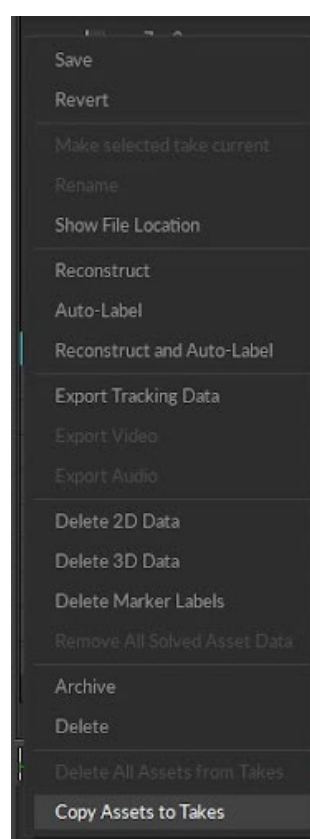 Save
Revert
Make selected take current
Rename
Show File Location
Reconstruct
Auto-Label
Reconstruct and Auto-Label
Export Tracking Data
Export Video
Export Audio
Delete 2D Data
Delete 3D Data
Delete Marker Labels
Remove All Solved Asset Data
Archive
Delete
Delete All Assets from Takes
Copy Assets to Takes